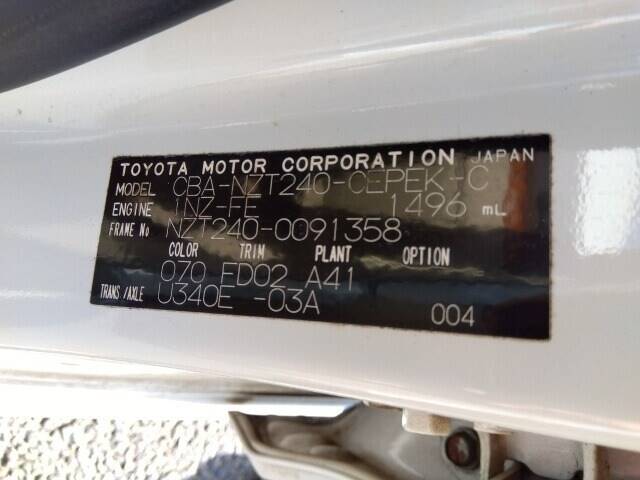 TOYOTA MOTOR CORPORATION JAPAN
MODEL CBA-NZT240-CEPEK-C
ENGINE 1NZ-FE 1496 mL
FRAME No NZT240-0091358
COLOR TRIM PLANT OPTION
070 FD02 A41
TRANS/AXLE U340E -03A
004